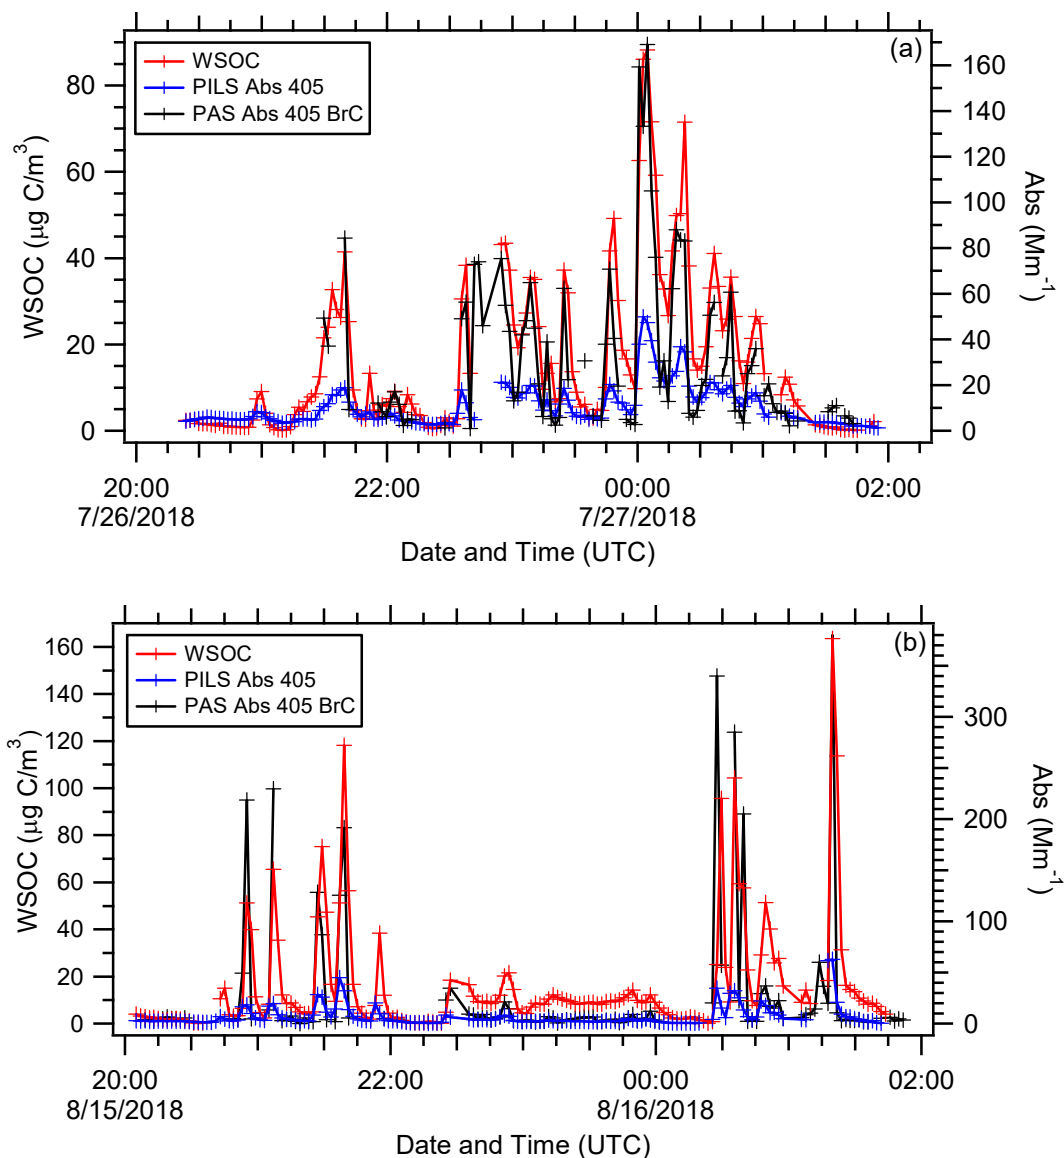 (a)
WSOC
PILS Abs 405
PAS Abs 405 BrC
WSOC (µg C/m³)
80
60
40
20
0
Abs (Mm⁻¹)
160
140
120
100
80
60
40
20
0
20:00 22:00 00:00 02:00
7/26/2018 7/27/2018
Date and Time (UTC)
(b)
WSOC
PILS Abs 405
PAS Abs 405 BrC
WSOC (µg C/m³)
160
140
120
100
80
60
40
20
0
Abs (Mm⁻¹)
300
200
100
0
20:00 22:00 00:00 02:00
8/15/2018 8/16/2018
Date and Time (UTC)